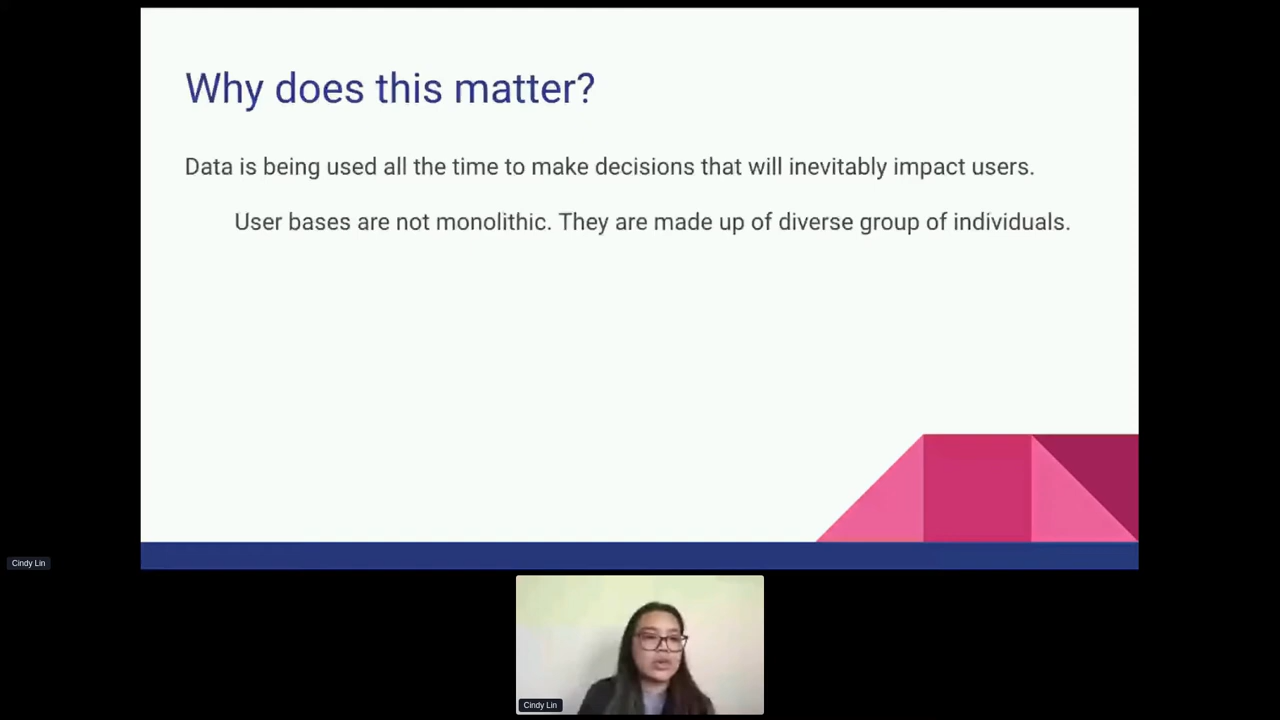 Why does this matter?
Data is being used all the time to make decisions that will inevitably impact users.
User bases are not monolithic. They are made up of diverse group of individuals.
Cindy Lin
Cindy Lin